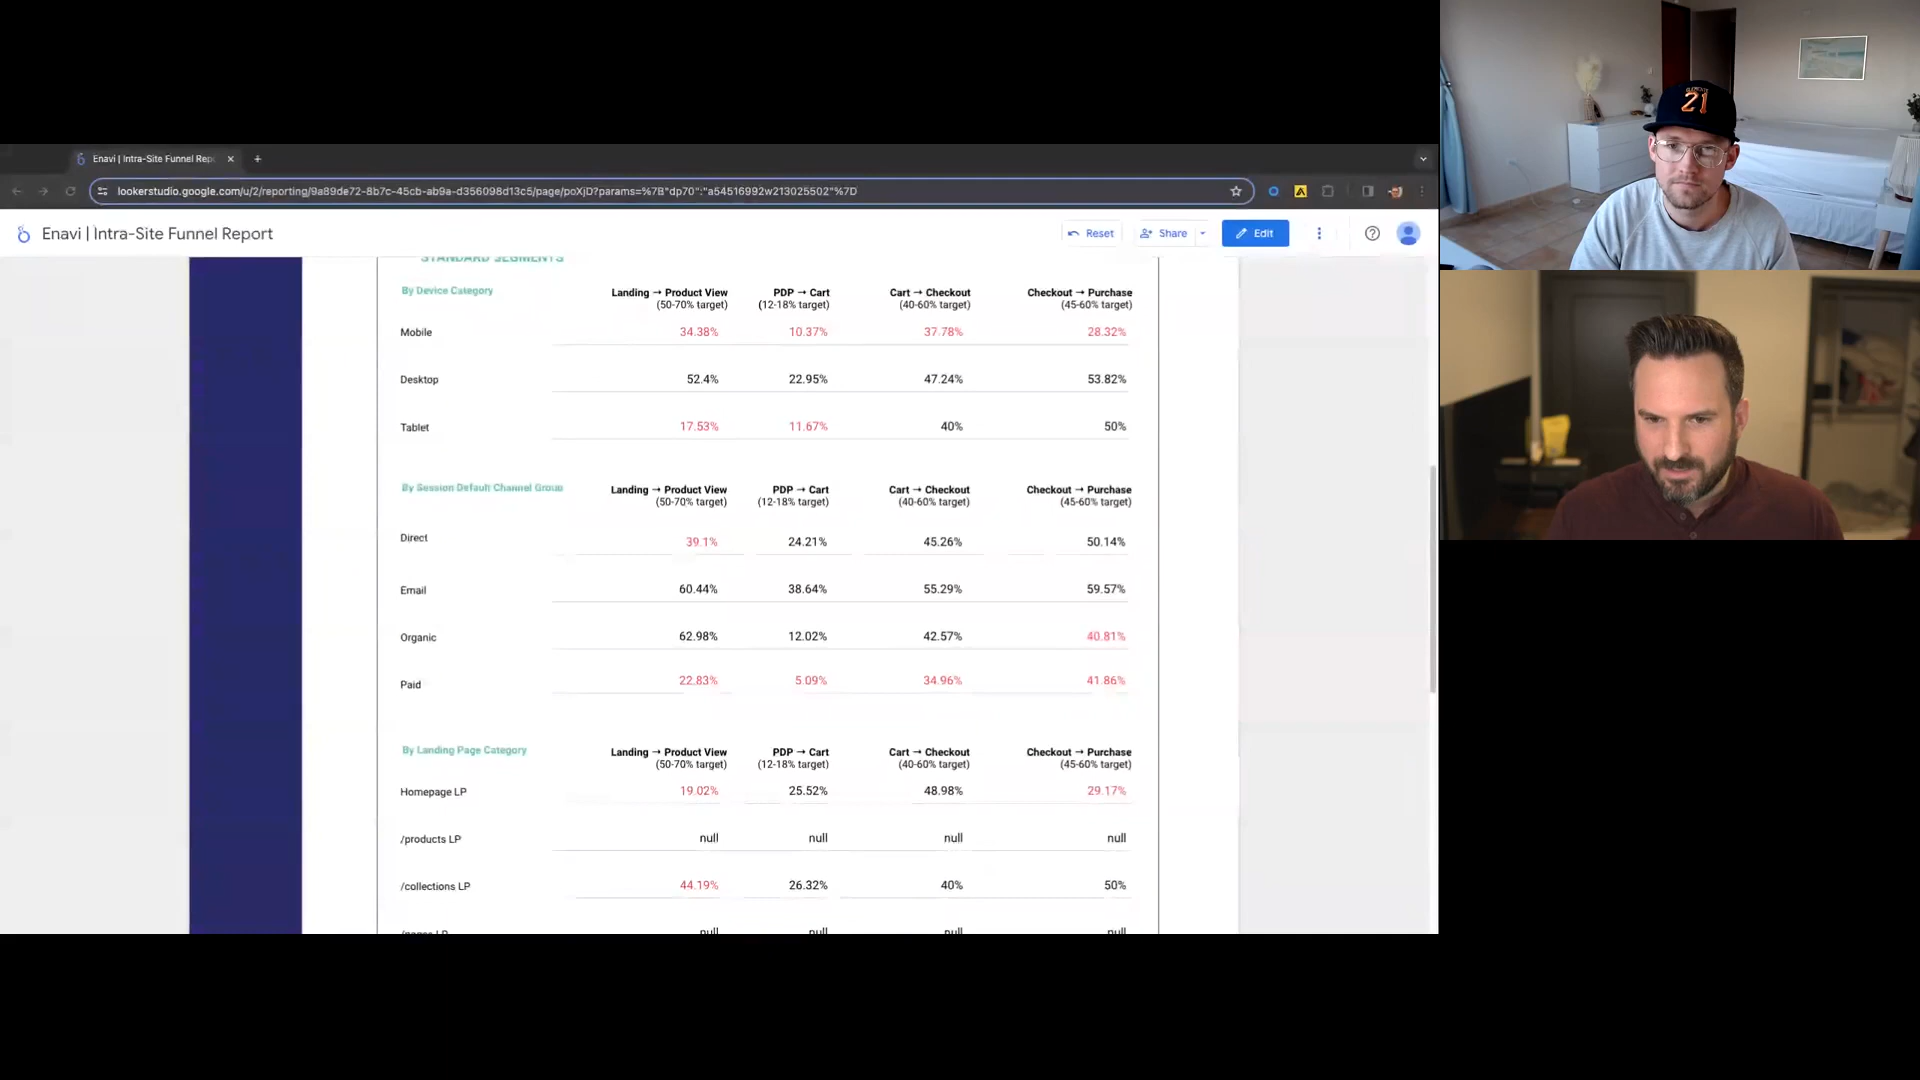 21
Enavi | Intra-Site Funnel Rep
lookerstudio.google.com/u/2/reporting/9a89de72-8b7c-45cb-ab9a-d356098d13c5/page/poXjD?params=%7B"dp70":"a54516992w213025502"%7D
Enavi | Intra-Site Funnel Report
Reset
Share
Edit
STANDARD SEGMENTS
By Device Category
Landing → Product View PDP → Cart Cart → Checkout Checkout → Purchase
(50-70% target) (12-18% target) (40-60% target) (45-60% target)
Mobile 34.38% 10.37% 37.78% 28.32%
Desktop 52.4% 22.95% 47.24% 53.82%
Tablet 17.53% 11.67% 40% 50%
By Session Default Channel Group
Landing → Product View PDP → Cart Cart → Checkout Checkout → Purchase
(50-70% target) (12-18% target) (40-60% target) (45-60% target)
Direct 39.1% 24.21% 45.26% 50.14%
Email 60.44% 38.64% 55.29% 59.57%
Organic 62.98% 12.02% 42.57% 40.81%
Paid 22.83% 5.09% 34.96% 41.86%
By Landing Page Category
Landing → Product View PDP → Cart Cart → Checkout Checkout → Purchase
(50-70% target) (12-18% target) (40-60% target) (45-60% target)
Homepage LP 19.02% 25.52% 48.98% 29.17%
/products LP null null null null
/collections LP 44.19% 26.32% 40% 50%
null null null null